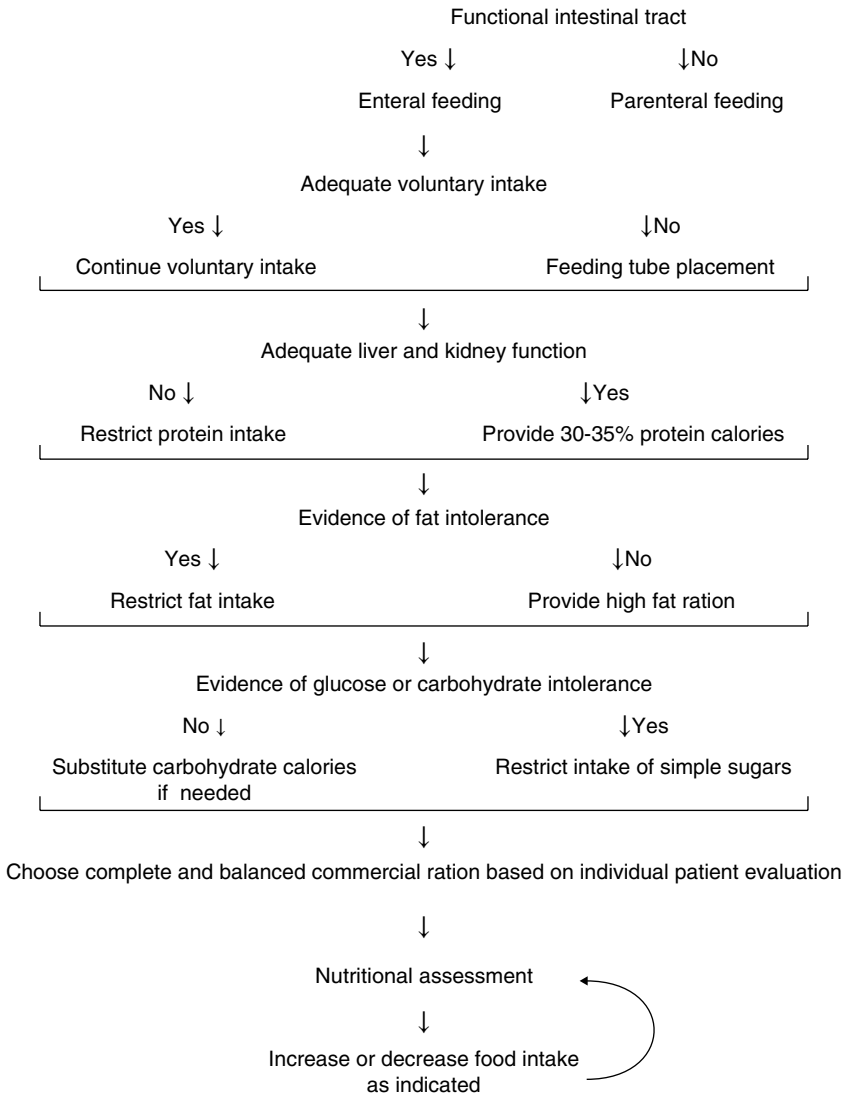 Functional intestinal tract
Yes ↓ ↓No
Enteral feeding Parenteral feeding
↓
Adequate voluntary intake
Yes ↓ ↓No
Continue voluntary intake Feeding tube placement
↓
Adequate liver and kidney function
No ↓ ↓Yes
Restrict protein intake Provide 30-35% protein calories
↓
Evidence of fat intolerance
Yes ↓ ↓No
Restrict fat intake Provide high fat ration
↓
Evidence of glucose or carbohydrate intolerance
No ↓ ↓Yes
Substitute carbohydrate calories Restrict intake of simple sugars
if needed
↓
Choose complete and balanced commercial ration based on individual patient evaluation
↓
Nutritional assessment
↓
Increase or decrease food intake
as indicated